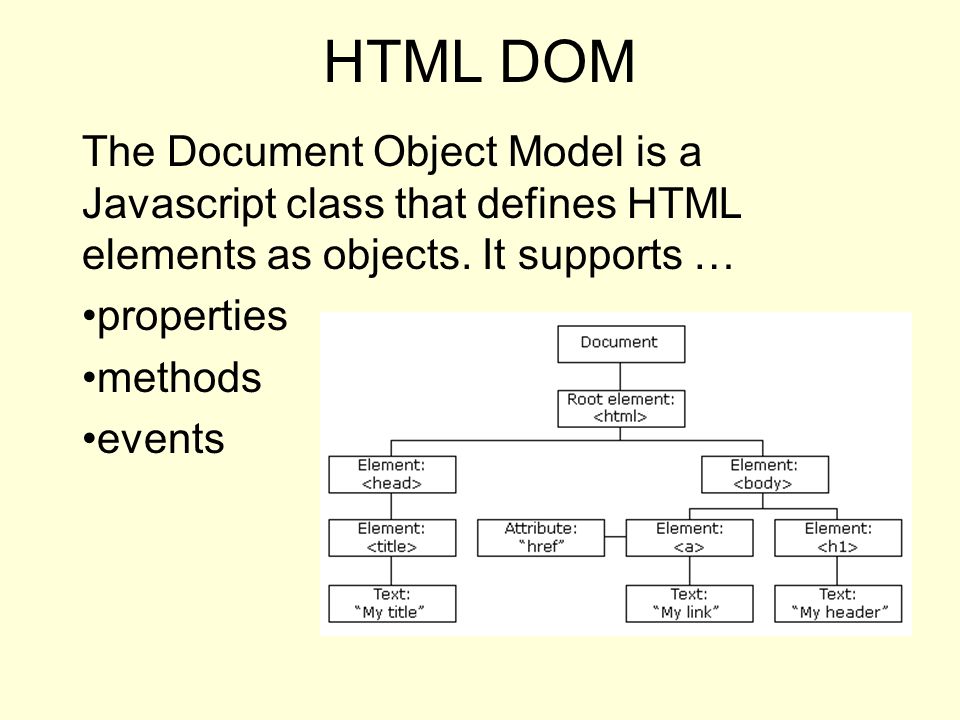 HTML DOM
The Document Object Model is a
Javascript class that defines HTML
elements as objects. It supports …
•properties
•methods
•events
Document
Root element:
<html>
Element:
<head>
Element:
<body>
Element:
<title>
Attribute:
“href”
Element:
<a>
Element:
<h1>
Text:
“My title”
Text:
“My link”
Text:
“My header”